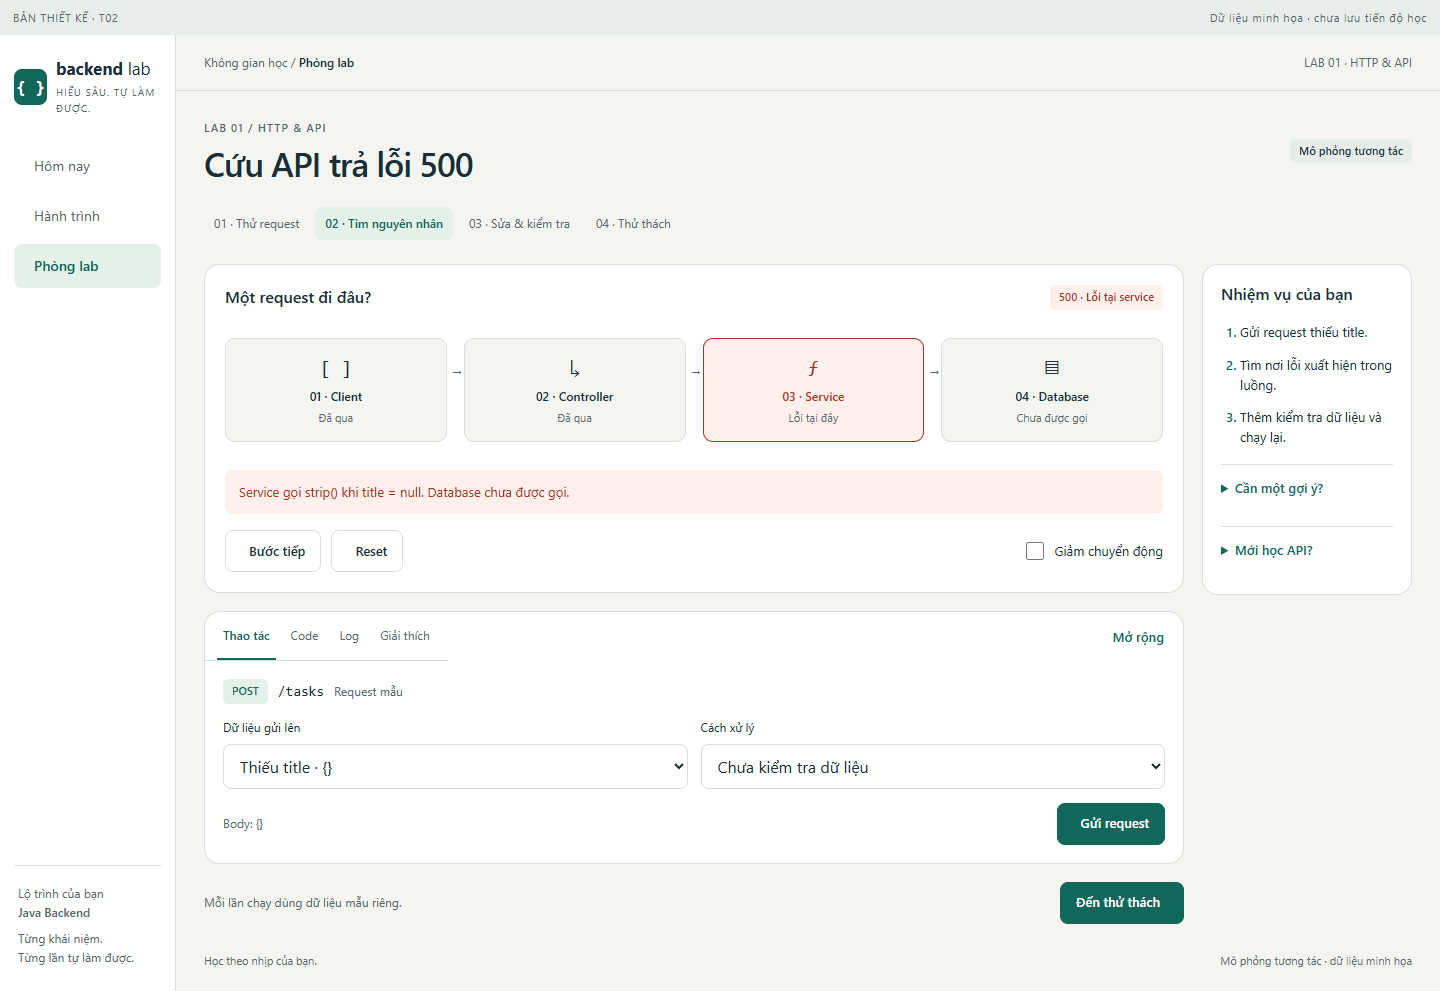 BẢN THIẾT KẾ · T02
Dữ liệu minh họa · chưa lưu tiến độ học
{ }
backend lab
HIỂU SÂU. TỰ LÀM
ĐƯỢC.
Hôm nay
Hành trình
Phòng lab
Lộ trình của bạn
Java Backend
Từng khái niệm.
Từng lần tự làm được.
Không gian học / Phòng lab
LAB 01 · HTTP & API
LAB 01 / HTTP & API
Cứu API trả lỗi 500
Mô phỏng tương tác
01 · Thử request
02 · Tìm nguyên nhân
03 · Sửa & kiểm tra
04 · Thử thách
Một request đi đâu?
500 · Lỗi tại service
[ ]
01 · Client
Đã qua
→
↳
02 · Controller
Đã qua
→
ƒ
03 · Service
Lỗi tại đây
→
▤
04 · Database
Chưa được gọi
Service gọi strip() khi title = null. Database chưa được gọi.
Bước tiếp
Reset
Giảm chuyển động
Nhiệm vụ của bạn
1. Gửi request thiếu title.
2. Tìm nơi lỗi xuất hiện trong
luồng.
3. Thêm kiểm tra dữ liệu và
chạy lại.
▶ Cần một gợi ý?
▶ Mới học API?
Thao tác
Code
Log
Giải thích
Mở rộng
POST /tasks Request mẫu
Dữ liệu gửi lên
Cách xử lý
Thiếu title · {}
Chưa kiểm tra dữ liệu
Body: {}
Gửi request
Mỗi lần chạy dùng dữ liệu mẫu riêng.
Đến thử thách
Học theo nhịp của bạn.
Mô phỏng tương tác · dữ liệu minh họa